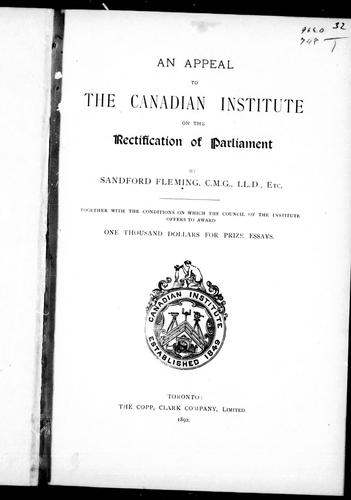 32
AN APPEAL
TO
THE CANADIAN INSTITUTE
ON THE
Rectification of Parliament
BY
SANDFORD FLEMING, C.M.G., LL.D., ETC.
TOGETHER WITH THE CONDITIONS ON WHICH THE COUNCIL OF THE INSTITUTE
OFFERS TO AWARD
ONE THOUSAND DOLLARS FOR PRIZE ESSAYS.
CANADIAN INSTITUTE
ESTABLISHED 1849
TORONTO:
THE COPP, CLARK COMPANY, LIMITED.
1892.